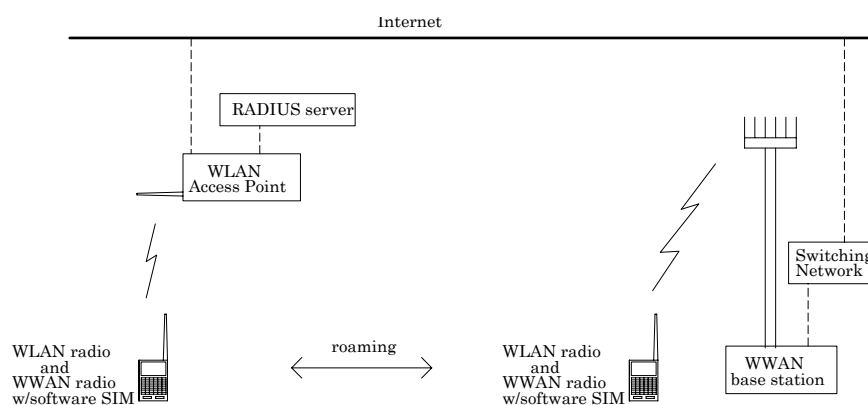 Internet
RADIUS server
WLAN
Access Point
Switching
Network
WLAN radio
and
WWAN radio
w/software SIM
roaming
WLAN radio
and
WWAN radio
w/software SIM
WWAN
base station